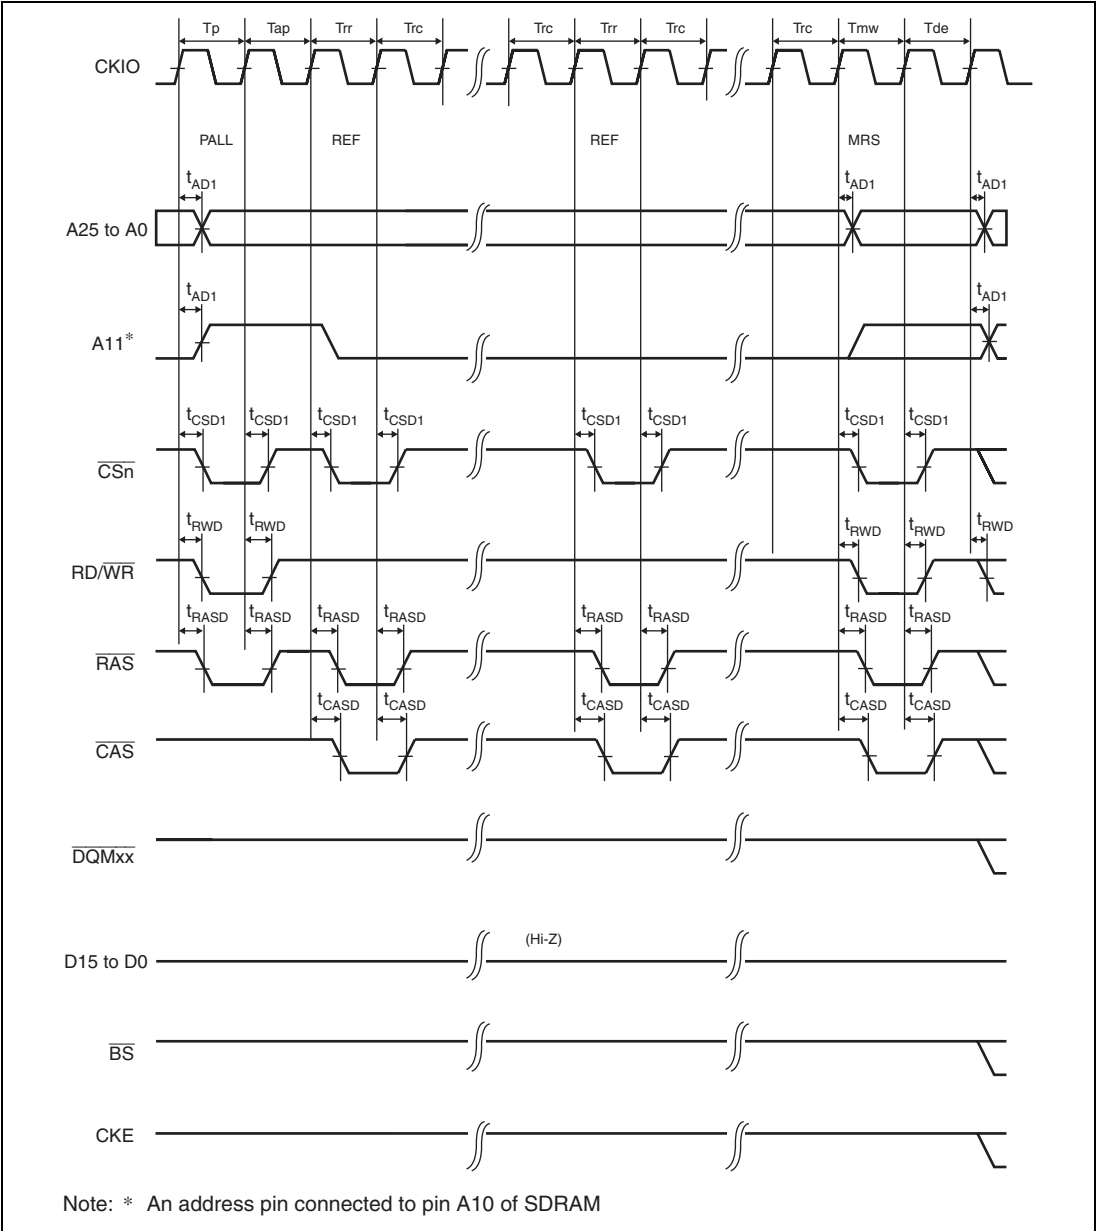 Tp Tap Trr Trc Trc Trr Trc Trc Tmw Tde
CKIO
PALL REF REF MRS
tAD1 tAD1 tAD1
A25 to A0
tAD1 tAD1
A11*
tCSD1 tCSD1 tCSD1 tCSD1 tCSD1 tCSD1 tCSD1 tCSD1
CSn
tRWD tRWD tRWD tRWD tRWD
RD/WR
tRASD tRASD tRASD tRASD tRASD tRASD tRASD tRASD
RAS
tCASD tCASD tCASD tCASD tCASD tCASD
CAS
DQMxx
(Hi-Z)
D15 to D0
BS
CKE
Note: * An address pin connected to pin A10 of SDRAM